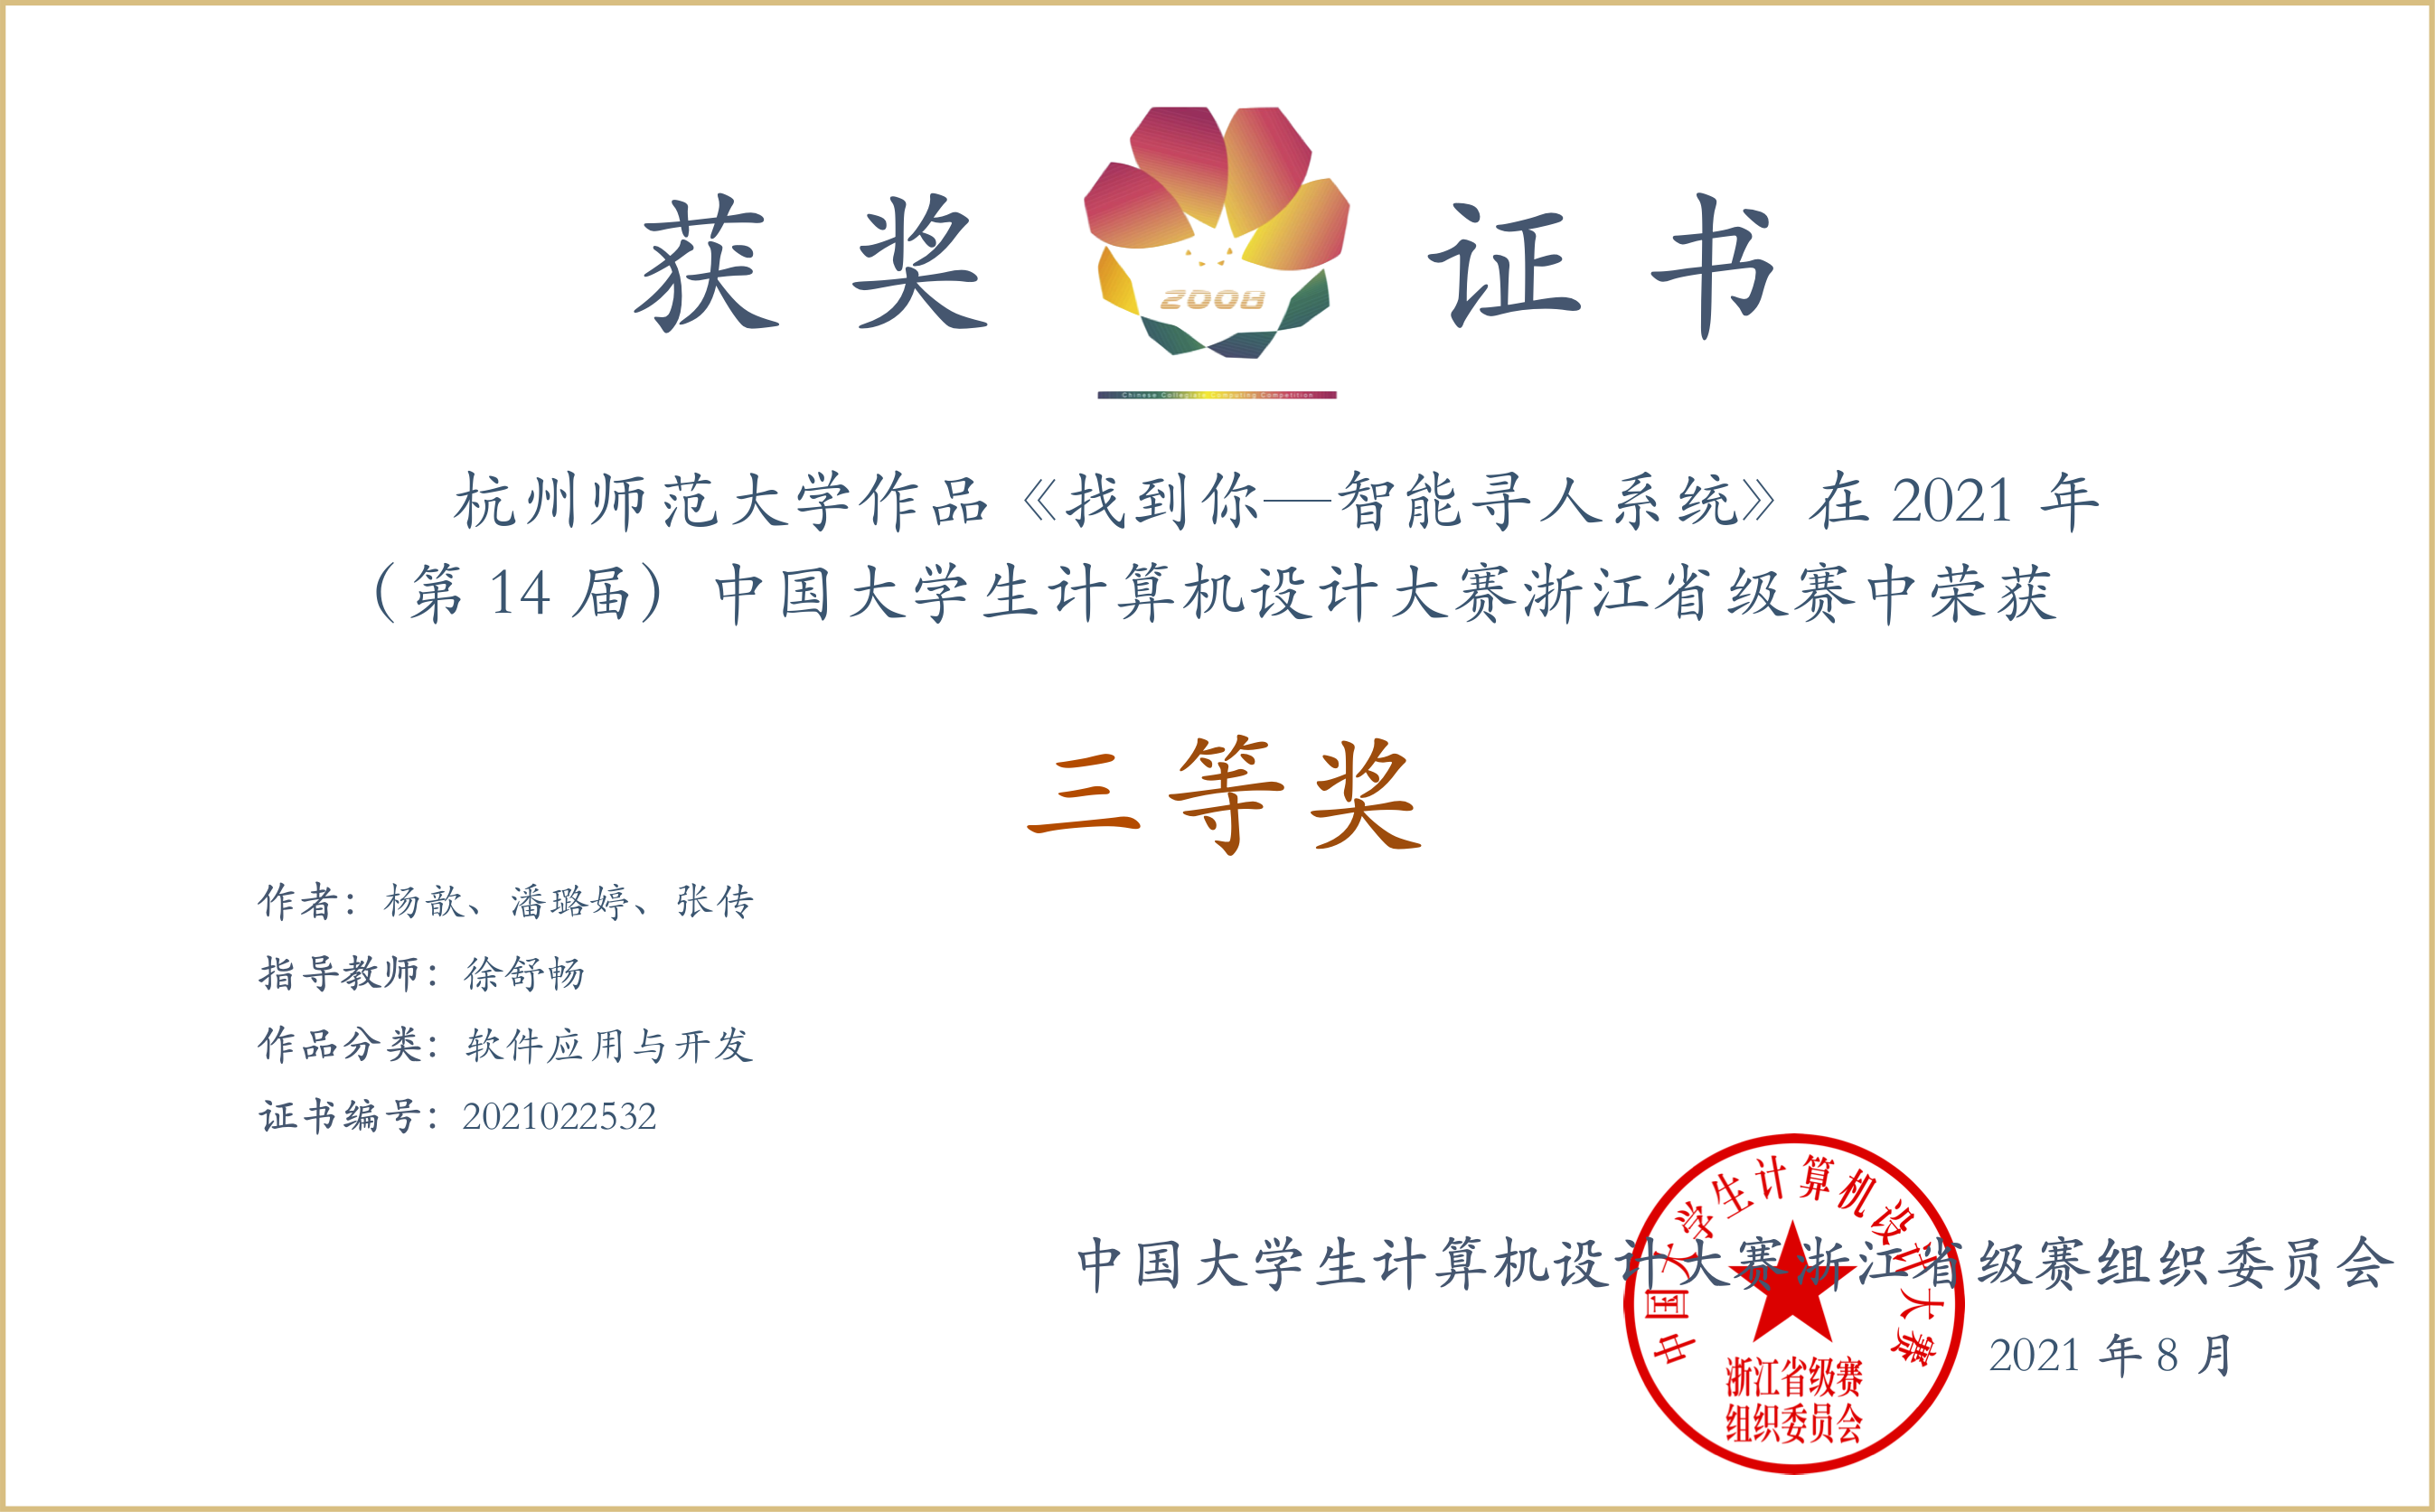 获奖 证书
2008
Chinese Collegiate Computing Competition
杭州师范大学作品《找到你—智能寻人系统》在 2021 年
（第 14 届）中国大学生计算机设计大赛浙江省级赛中荣获
三等奖
作者：杨歆、潘璐婷、张传
指导教师：徐舒畅
作品分类：软件应用与开发
证书编号：2021022532
中国大学生计算机设计大赛浙江省级赛组织委员会
2021 年 8 月
中国大学生计算机设计大赛
浙江省级赛
组织委员会